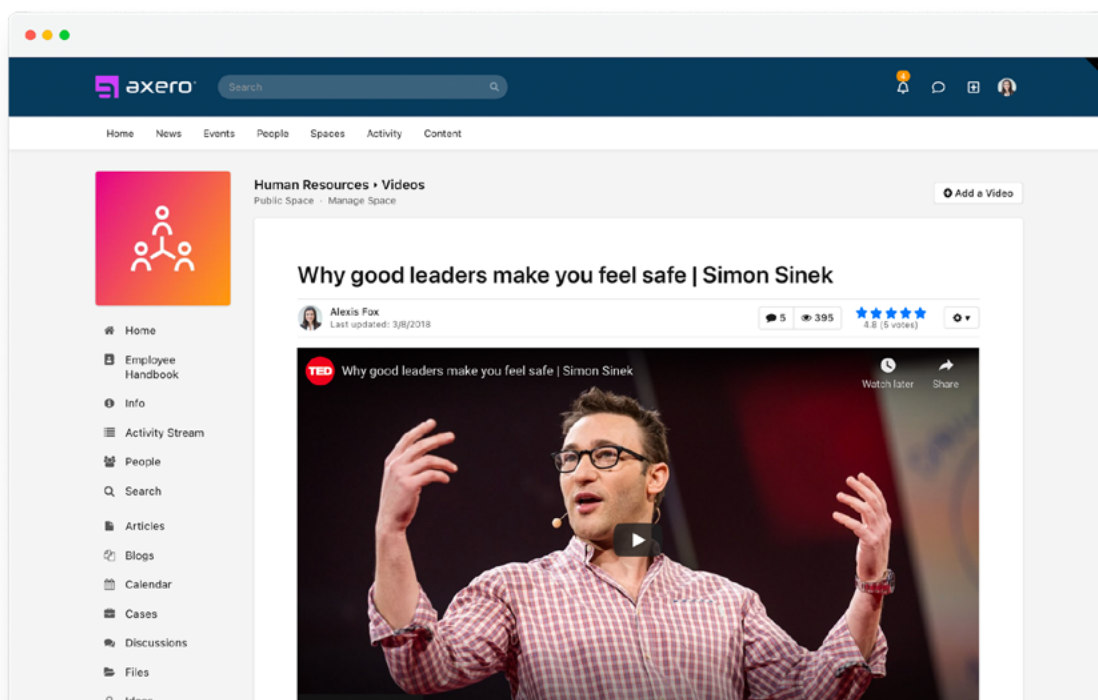 axero
Search
4
Home News Events People Spaces Activity Content
Human Resources ▸ Videos
Public Space · Manage Space
Add a Video
Why good leaders make you feel safe | Simon Sinek
Alexis Fox
Last updated: 3/8/2018
5 395
4.8 (5 votes)
TED Why good leaders make you feel safe | Simon Sinek
Watch later Share
Home
Employee
Handbook
Info
Activity Stream
People
Search
Articles
Blogs
Calendar
Cases
Discussions
Files